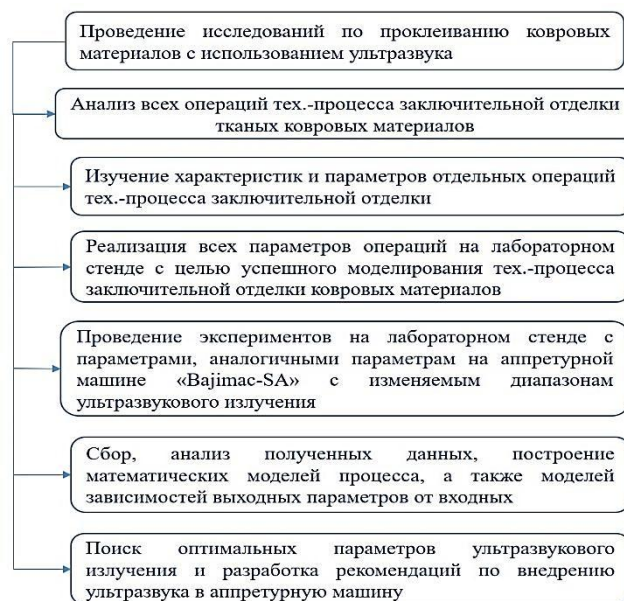 Проведение исследований по проклеиванию ковровых
материалов с использованием ультразвука
Анализ всех операций тех.-процесса заключительной отделки
тканых ковровых материалов
Изучение характеристик и параметров отдельных операций
тех.-процесса заключительной отделки
Реализация всех параметров операций на лабораторном
стенде с целью успешного моделирования тех.-процесса
заключительной отделки ковровых материалов
Проведение экспериментов на лабораторном стенде с
параметрами, аналогичными параметрам на аппретурной
машине «Bajimac-SA» с изменяемым диапазонам
ультразвукового излучения
Сбор, анализ полученных данных, построение
математических моделей процесса, а также моделей
зависимостей выходных параметров от входных
Поиск оптимальных параметров ультразвукового
излучения и разработка рекомендаций по внедрению
ультразвука в аппретурную машину